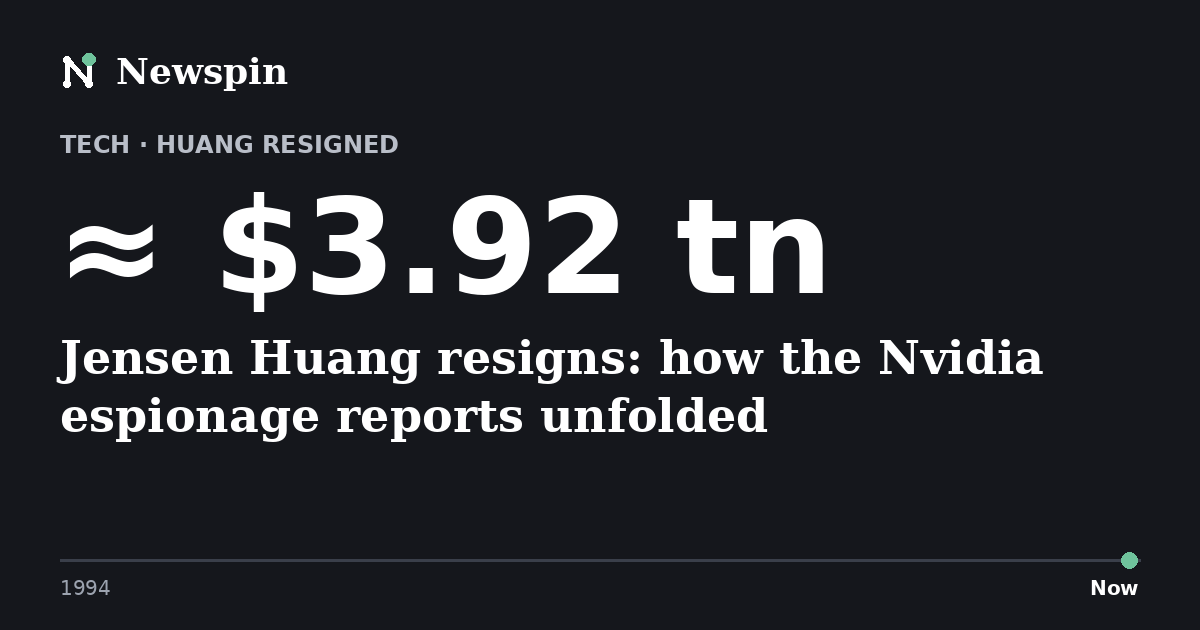 Newspin
TECH · HUANG RESIGNED
≈ $3.92 tn
Jensen Huang resigns: how the Nvidia
espionage reports unfolded
1994
Now